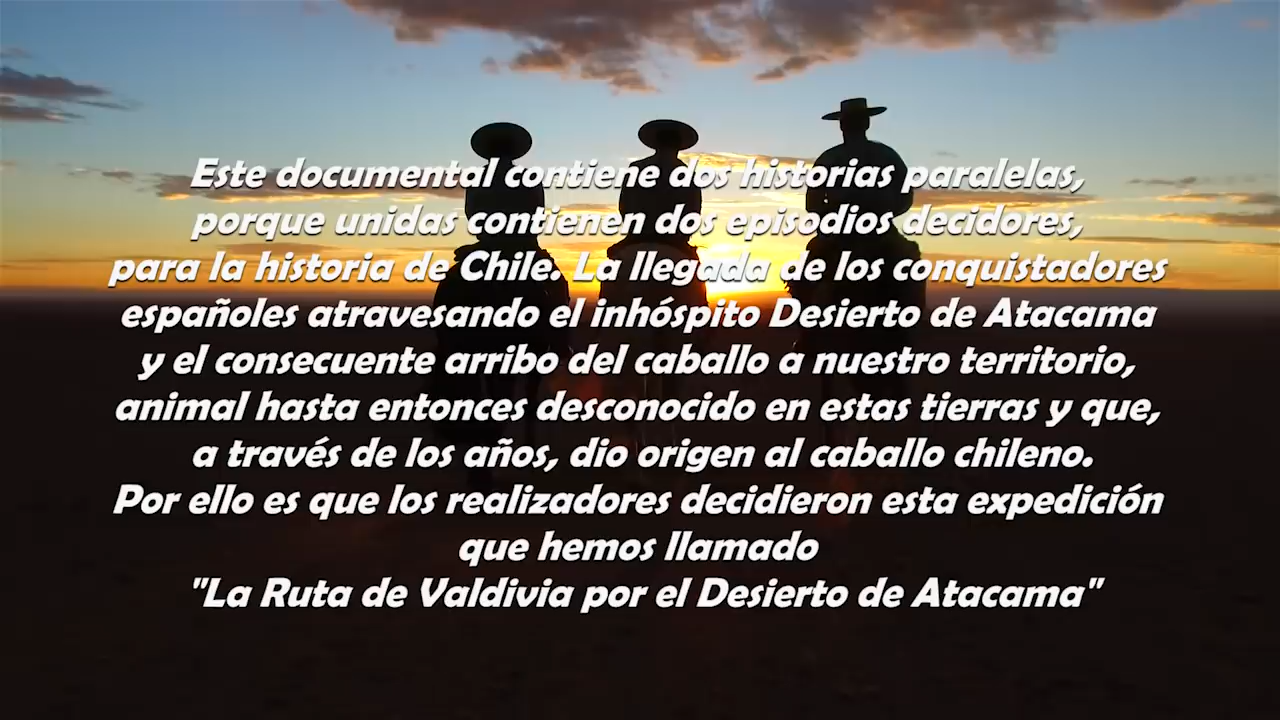 Este documental contiene dos historias paralelas,
porque unidas contienen dos episodios decidores,
para la historia de Chile. La llegada de los conquistadores
españoles atravesando el inhóspito Desierto de Atacama
y el consecuente arribo del caballo a nuestro territorio,
animal hasta entonces desconocido en estas tierras y que,
a través de los años, dio origen al caballo chileno.
Por ello es que los realizadores decidieron esta expedición
que hemos llamado
"La Ruta de Valdivia por el Desierto de Atacama"